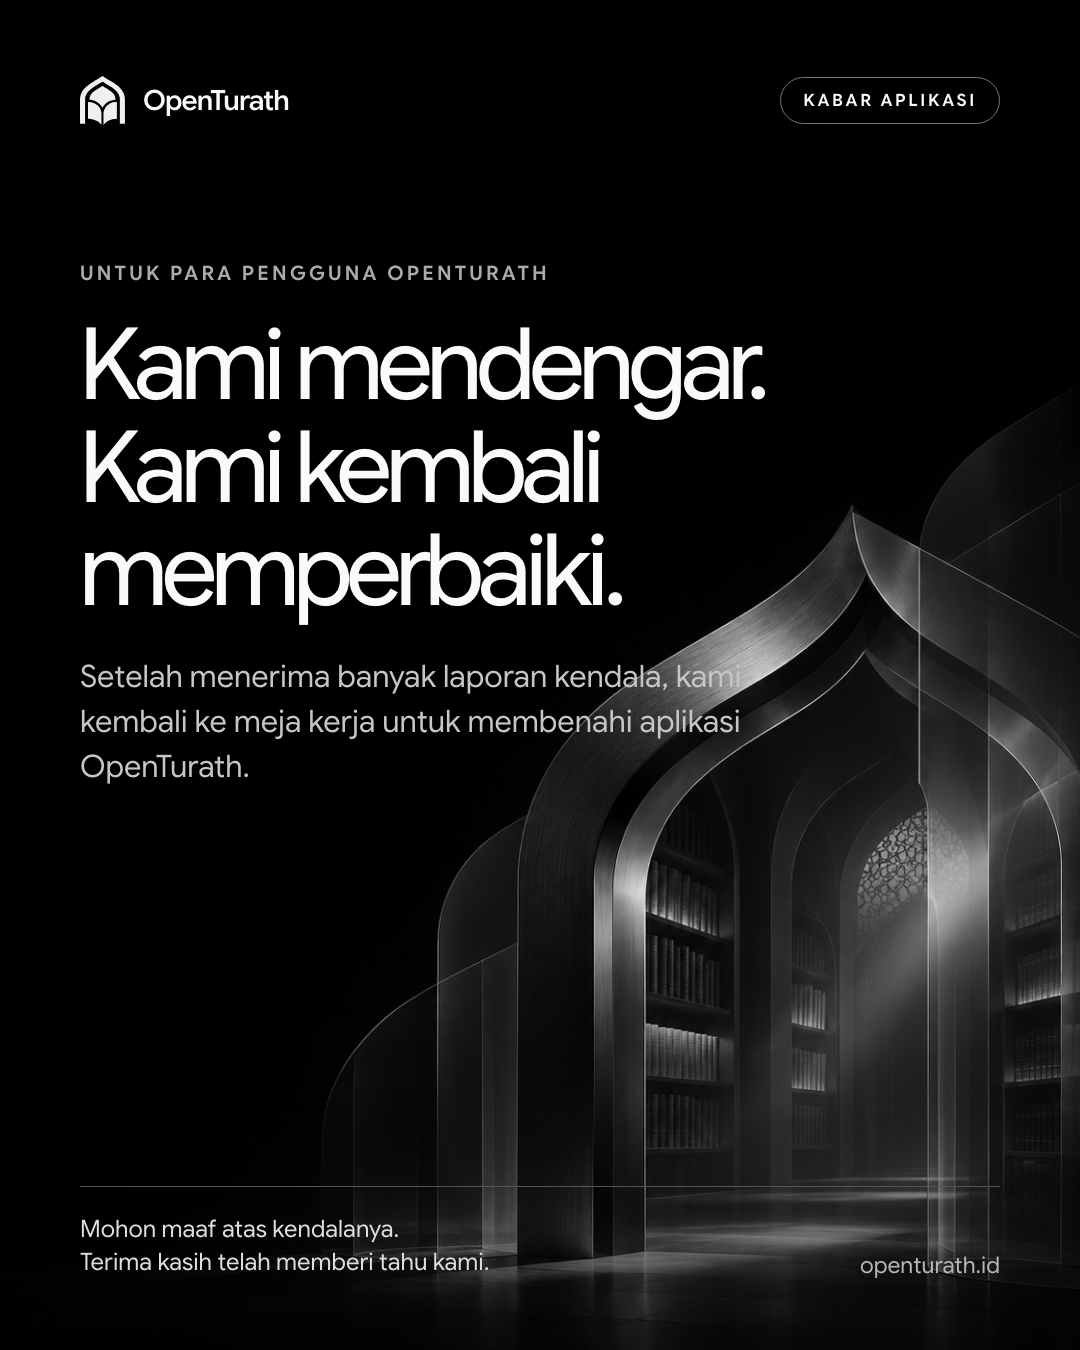 OpenTurath
KABAR APLIKASI
UNTUK PARA PENGGUNA OPENTURATH
Kami mendengar.
Kami kembali
memperbaiki.
Setelah menerima banyak laporan kendala, kami
kembali ke meja kerja untuk membenahi aplikasi
OpenTurath.
Mohon maaf atas kendalanya.
Terima kasih telah memberi tahu kami.
openturath.id